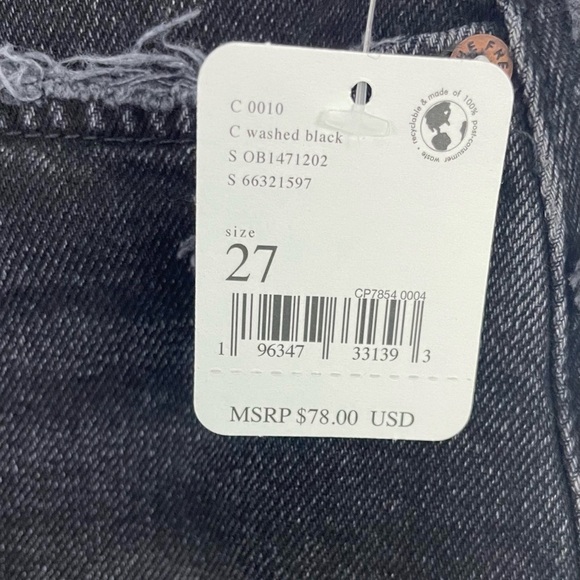 C 0010
C washed black
S OB1471202
S 66321597
recyclable & made of 100% post-consumer waste
size
27
CP7854 0004
1 96347 33139 3
MSRP $78.00 USD